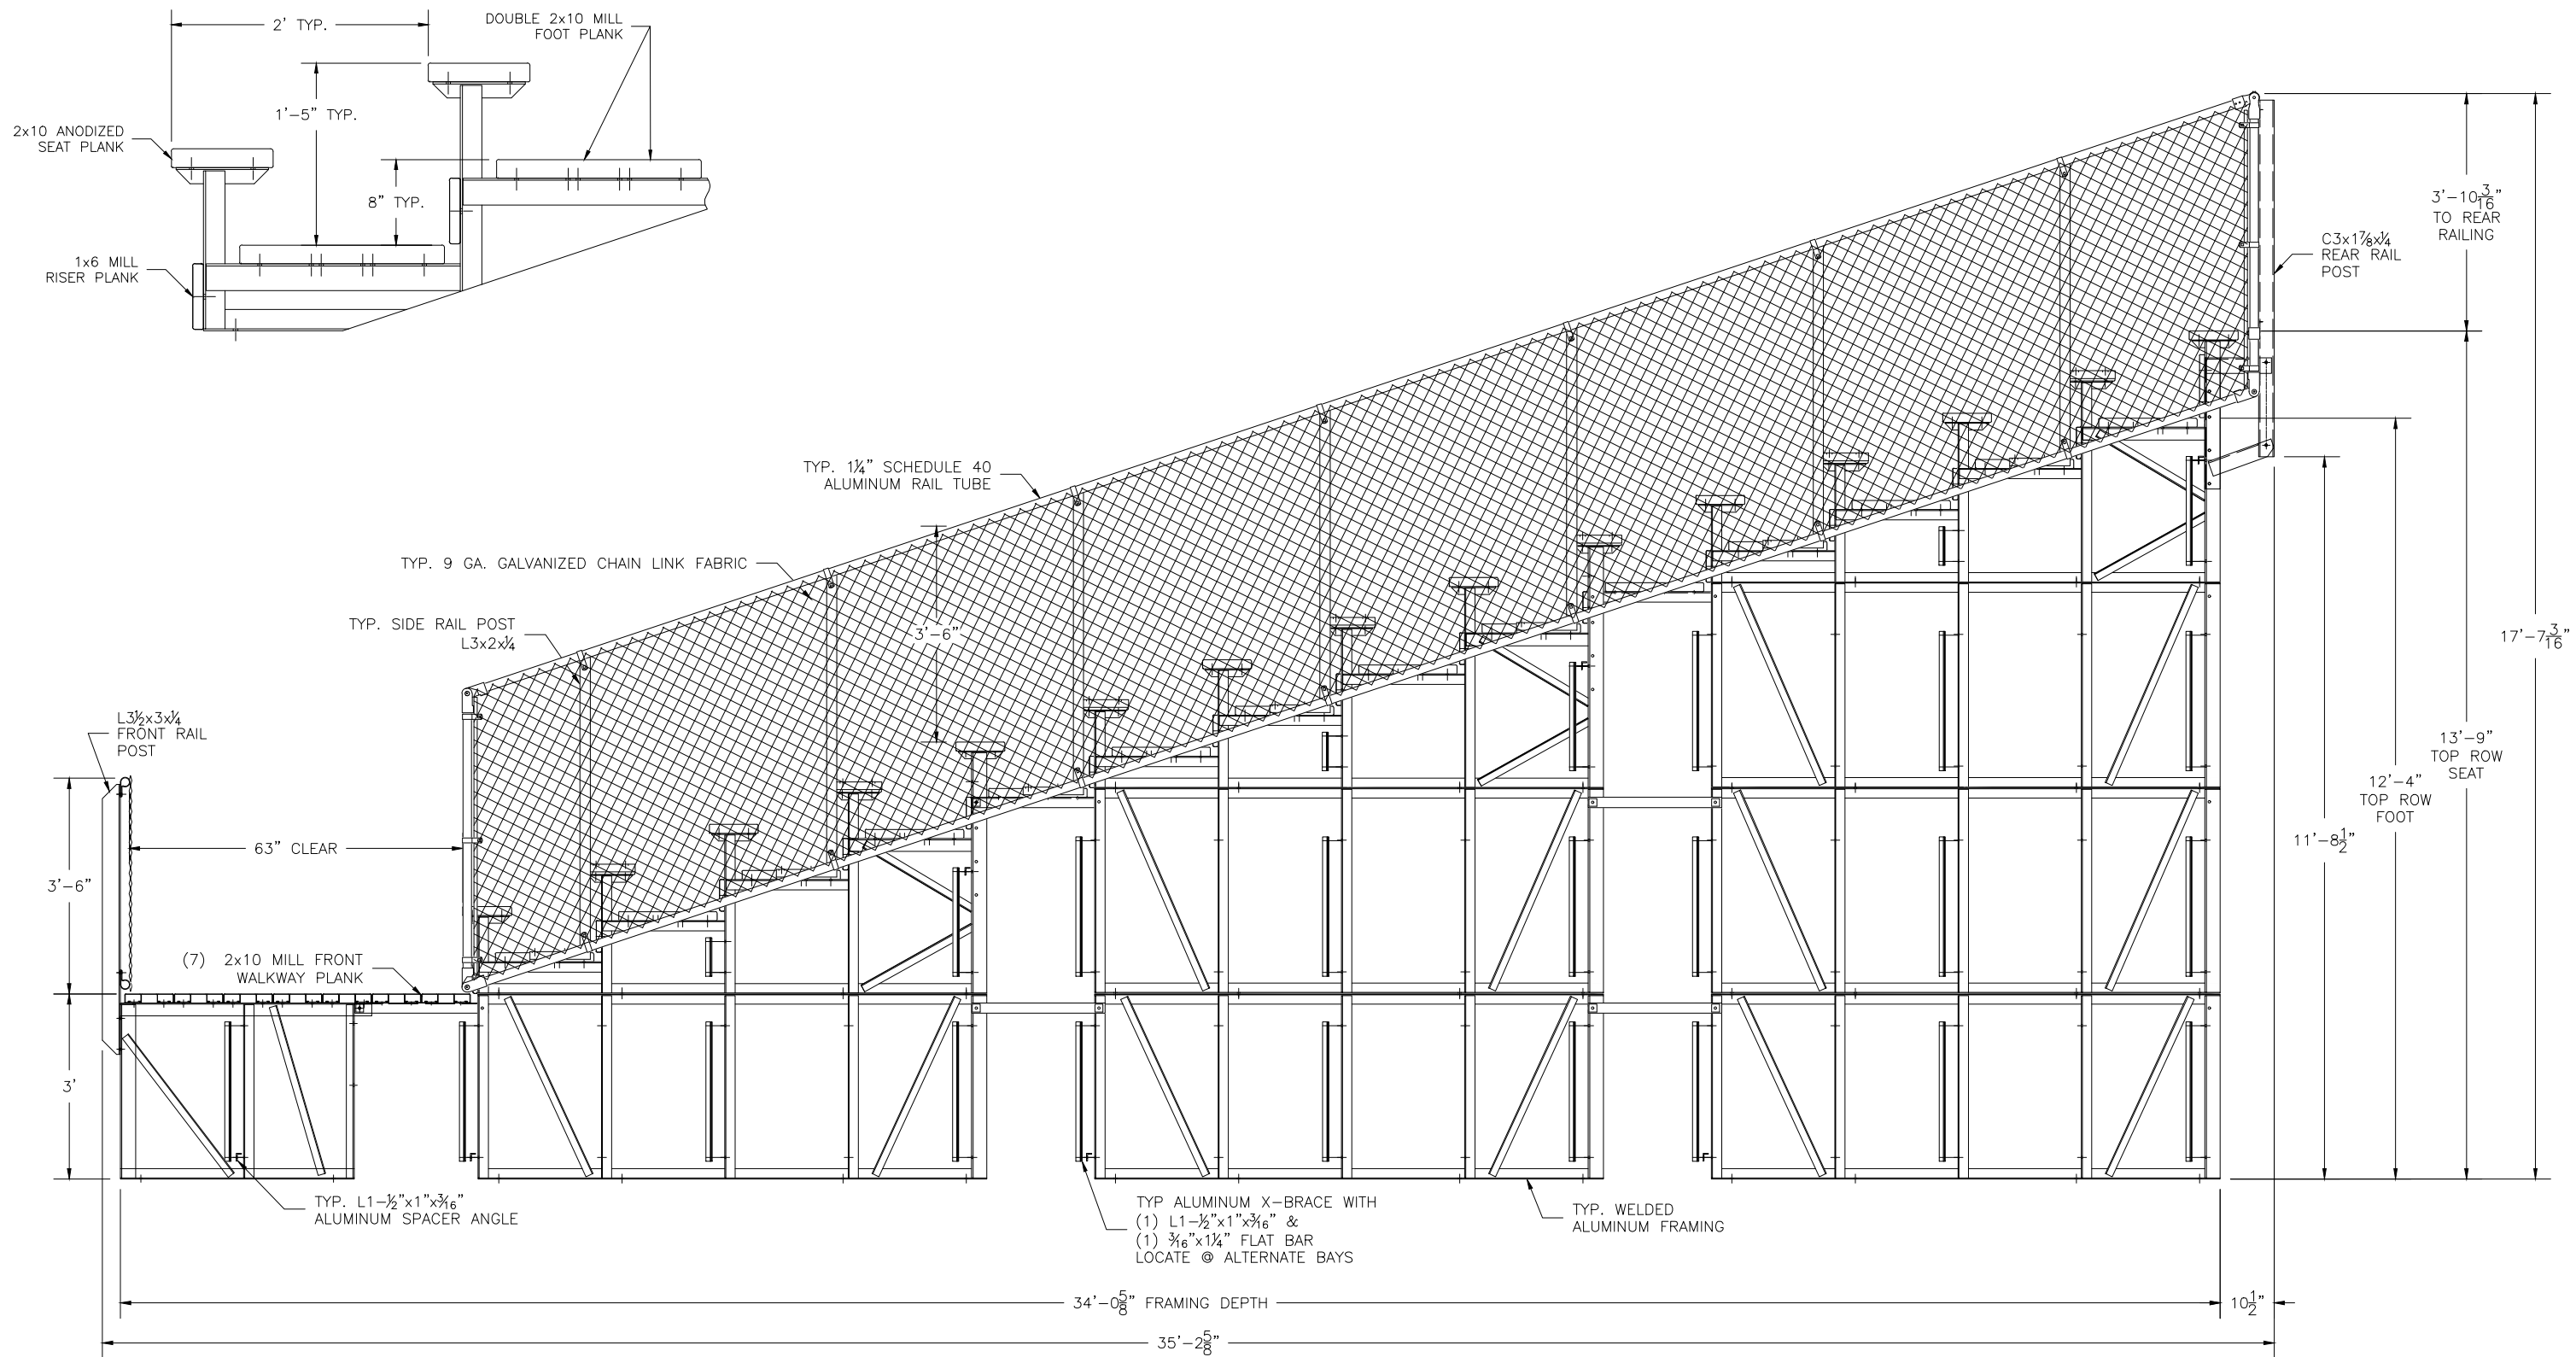 2' TYP.
DOUBLE 2x10 MILL
FOOT PLANK
1'-5" TYP.
2x10 ANODIZED
SEAT PLANK
8" TYP.
1x6 MILL
RISER PLANK
3'-10 3/16"
TO REAR
RAILING
C3x1⅞x¼
REAR RAIL
POST
TYP. 1¼" SCHEDULE 40
ALUMINUM RAIL TUBE
TYP. 9 GA. GALVANIZED CHAIN LINK FABRIC
TYP. SIDE RAIL POST
L3x2x¼
3'-6"
17'-7 3/16"
L3½x3x¼
FRONT RAIL
POST
13'-9"
TOP ROW
SEAT
12'-4"
TOP ROW
FOOT
11'-8½"
63" CLEAR
3'-6"
(7) 2x10 MILL FRONT
WALKWAY PLANK
3'
TYP. L1-½"x1"x3/16"
ALUMINUM SPACER ANGLE
TYP ALUMINUM X-BRACE WITH
(1) L1-½"x1"x3/16" &
(1) 3/16"x1¼" FLAT BAR
LOCATE @ ALTERNATE BAYS
TYP. WELDED
ALUMINUM FRAMING
34'-0⅝" FRAMING DEPTH
10½"
35'-2⅝"